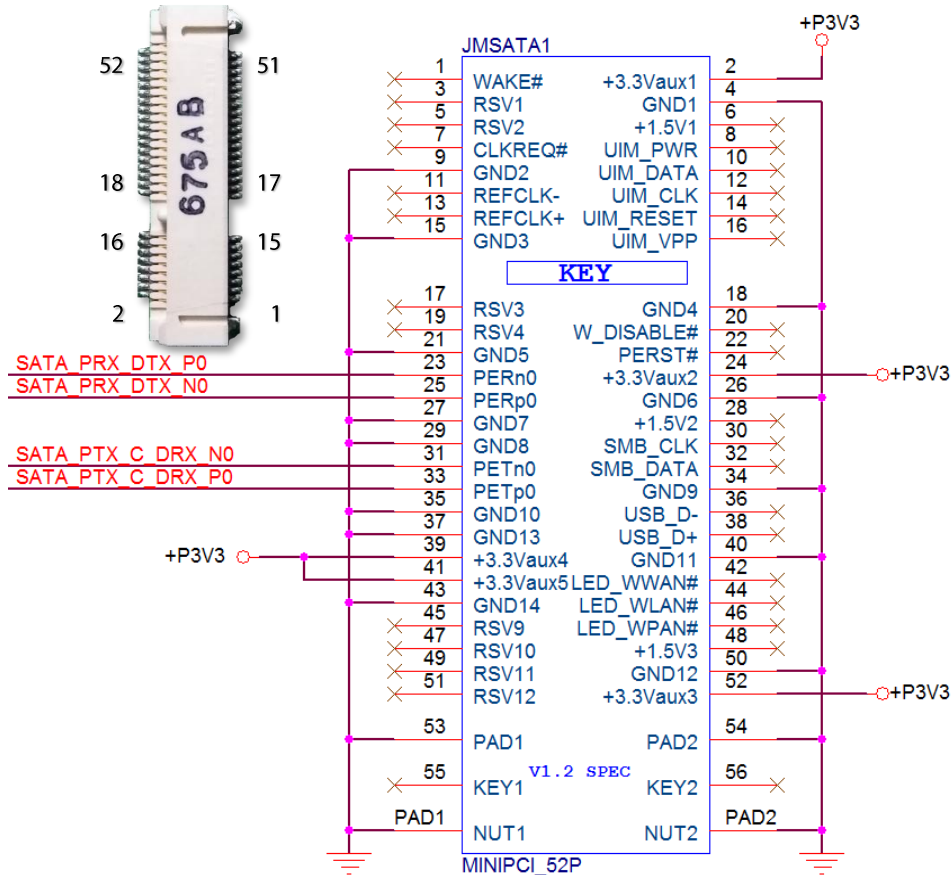 52 51
675AB
18 17
16 15
2 1
+P3V3
JMSATA1
1 WAKE# +3.3Vaux1 2
3 RSV1 GND1 4
5 RSV2 +1.5V1 6
7 CLKREQ# UIM_PWR 8
9 GND2 UIM_DATA 10
11 REFCLK- UIM_CLK 12
13 REFCLK+ UIM_RESET 14
15 GND3 UIM_VPP 16
KEY
17 RSV3 GND4 18
19 RSV4 W_DISABLE# 20
21 GND5 PERST# 22
SATA_PRX_DTX_P0 23 PERn0 +3.3Vaux2 24 +P3V3
SATA_PRX_DTX_N0 25 PERp0 GND6 26
27 GND7 +1.5V2 28
29 GND8 SMB_CLK 30
SATA_PTX_C_DRX_N0 31 PETn0 SMB_DATA 32
SATA_PTX_C_DRX_P0 33 PETp0 GND9 34
35 GND10 USB_D- 36
37 GND13 USB_D+ 38
+P3V3 39 +3.3Vaux4 GND11 40
41 +3.3Vaux5 LED_WWAN# 42
43 GND14 LED_WLAN# 44
45 RSV9 LED_WPAN# 46
47 RSV10 +1.5V3 48
49 RSV11 GND12 50
51 RSV12 +3.3Vaux3 52 +P3V3
53 PAD1 PAD2 54
V1.2 SPEC
55 KEY1 KEY2 56
PAD1 NUT1 NUT2 PAD2
MINIPCI_52P